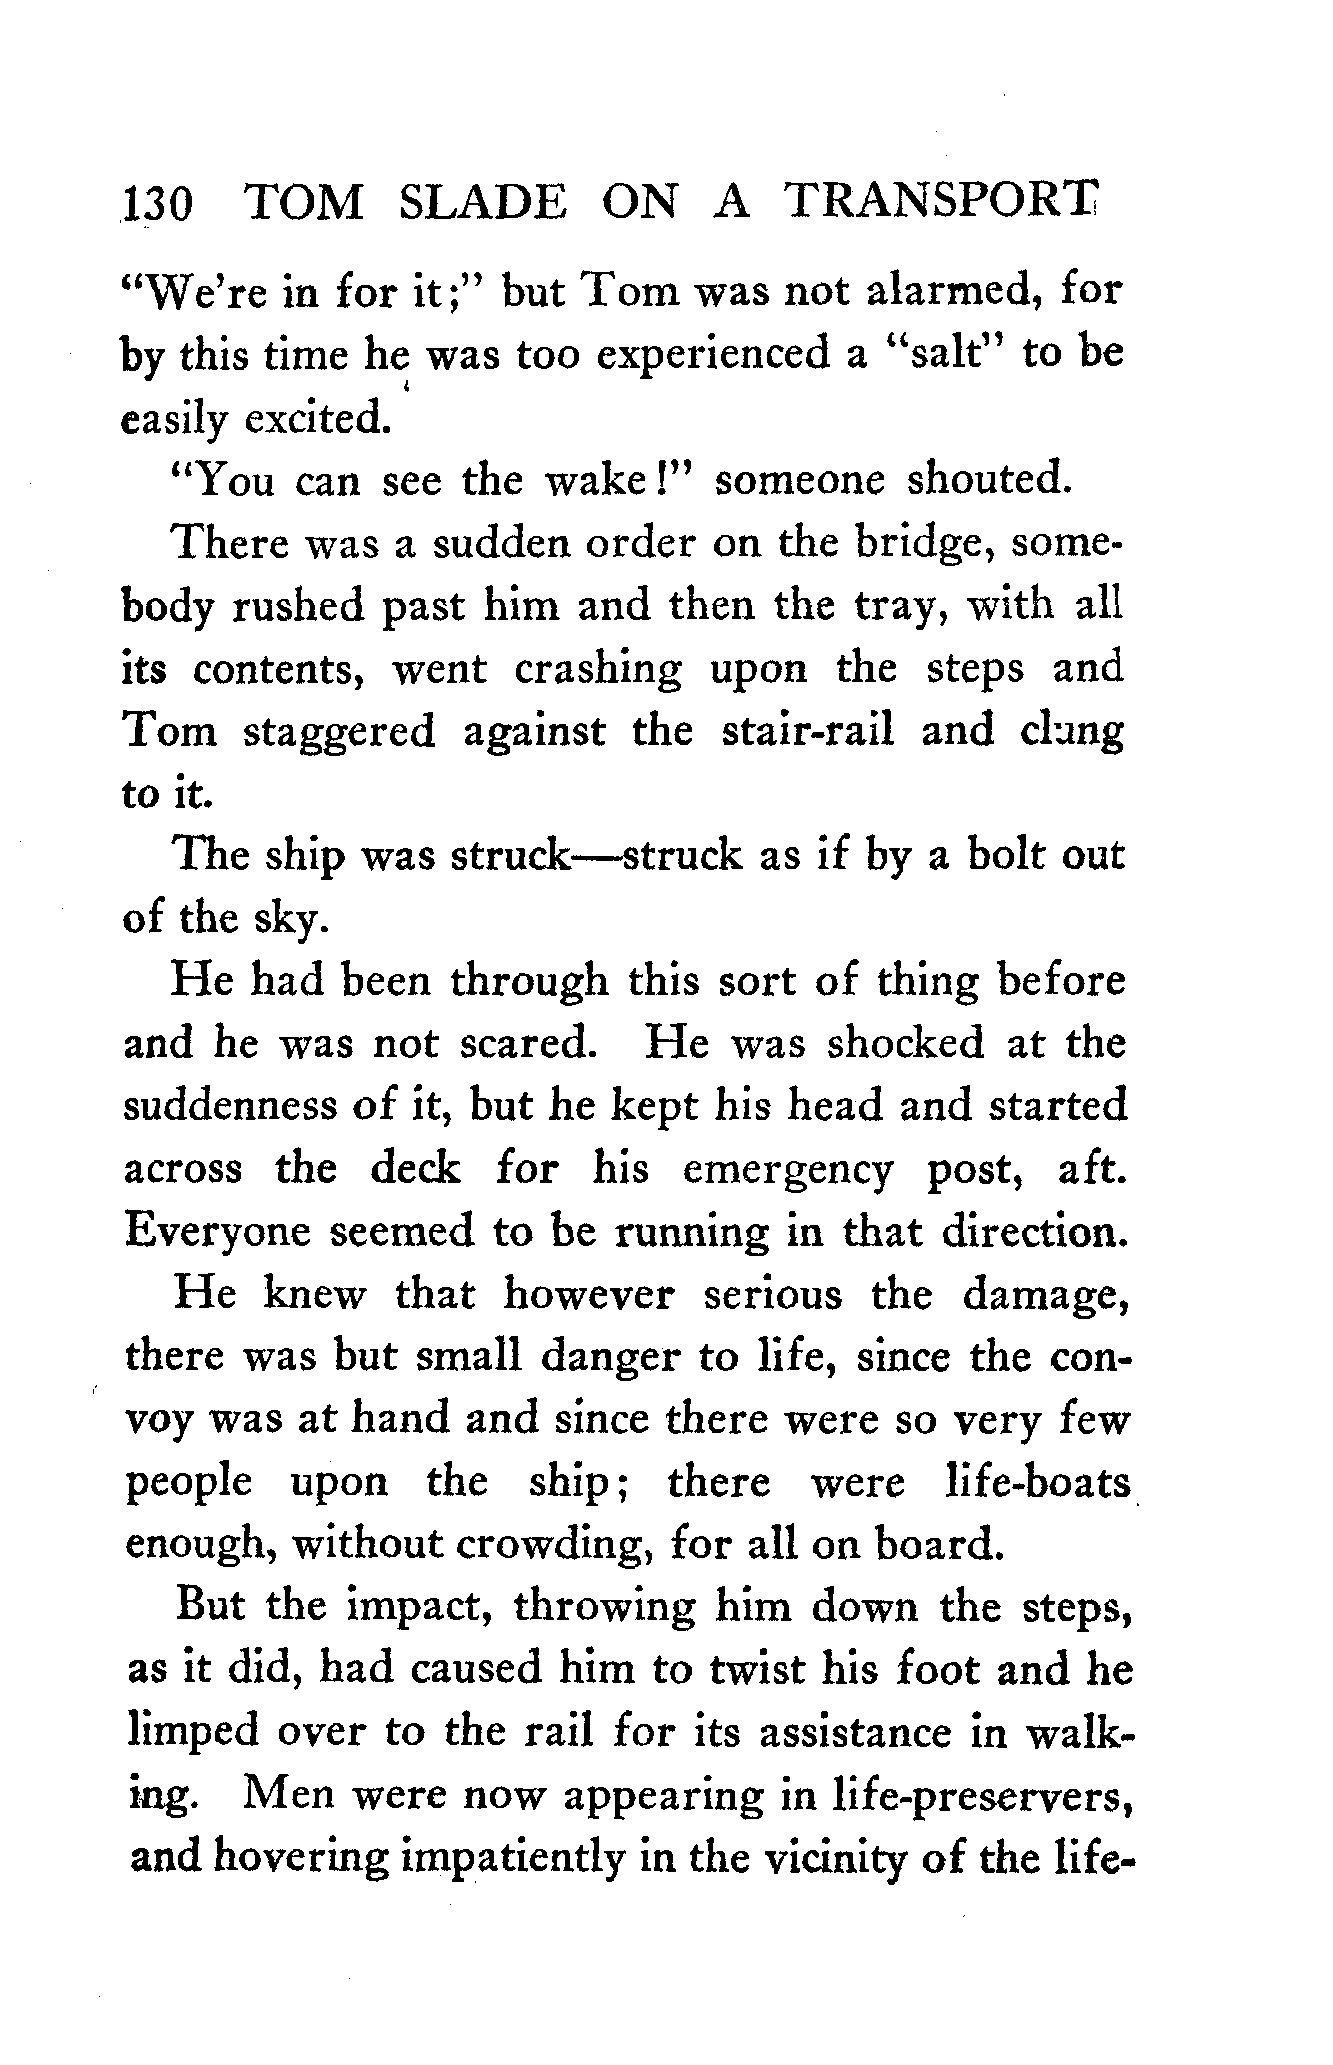 130 TOM SLADE ON A TRANSPORT
"We're in for it;" but Tom was not alarmed, for
by this time he was too experienced a "salt" to be
easily excited.
"You can see the wake!" someone shouted.
There was a sudden order on the bridge, some-
body rushed past him and then the tray, with all
its contents, went crashing upon the steps and
Tom staggered against the stair-rail and clung
to it.
The ship was struck—struck as if by a bolt out
of the sky.
He had been through this sort of thing before
and he was not scared. He was shocked at the
suddenness of it, but he kept his head and started
across the deck for his emergency post, aft.
Everyone seemed to be running in that direction.
He knew that however serious the damage,
there was but small danger to life, since the con-
voy was at hand and since there were so very few
people upon the ship; there were life-boats
enough, without crowding, for all on board.
But the impact, throwing him down the steps,
as it did, had caused him to twist his foot and he
limped over to the rail for its assistance in walk-
ing. Men were now appearing in life-preservers,
and hovering impatiently in the vicinity of the life-